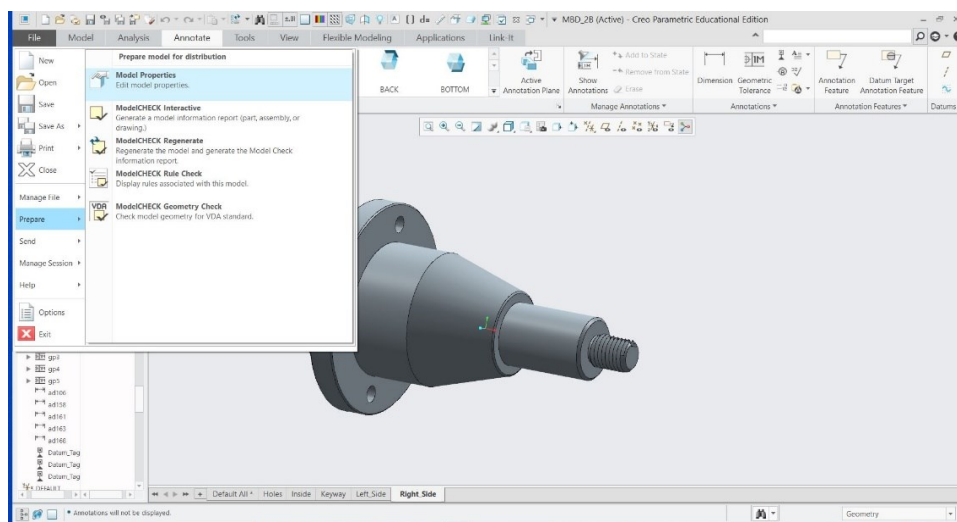 MBD_2B (Active) - Creo Parametric Educational Edition
File Model Analysis Annotate Tools View Flexible Modeling Applications Link-It
New
Open
Save
Save As
Print
Close
Manage File
Prepare
Send
Manage Session
Help
Options
Exit
Prepare model for distribution
Model Properties
Edit model properties.
ModelCHECK Interactive
Generate a model information report (part, assembly, or
drawing.)
ModelCHECK Regenerate
Regenerate the model and generate the Model Check
information report.
ModelCHECK Rule Check
Display rules associated with this model.
VDA
ModelCHECK Geometry Check
Check model geometry for VDA standard.
BACK
BOTTOM
Active
Annotation Plane
Show
Annotations
Add to State
Remove from State
Erase
Manage Annotations
Dimension
Geometric
Tolerance
Annotations
Annotation
Feature
Datum Target
Annotation Feature
Annotation Features
Datums
gp3
gp4
gp5
ad106
ad158
ad161
ad163
ad166
Datum_Tag
Datum_Tag
Datum_Tag
DEFAULT
Default All Holes Inside Keyway Left_Side Right_Side
• Annotations will not be displayed.
Geometry